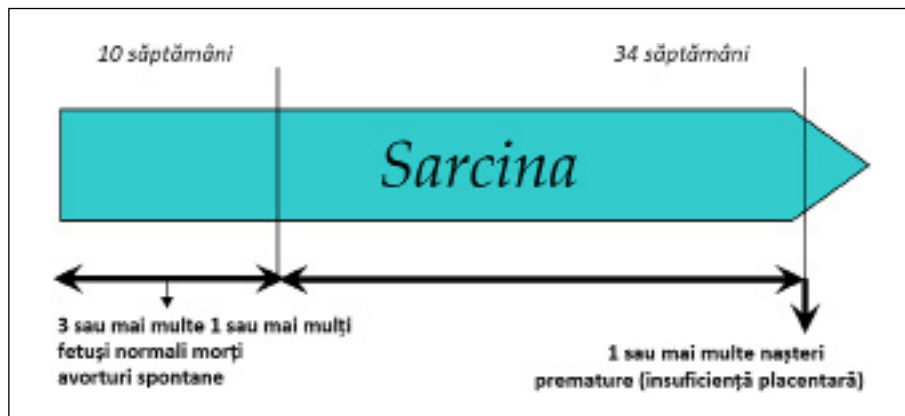 10 săptămâni
34 săptămâni
Sarcina
3 sau mai multe 1 sau mai mulți
fetuși normali morți
avorturi spontane
1 sau mai multe nașteri
premature (insuficiență placentară)